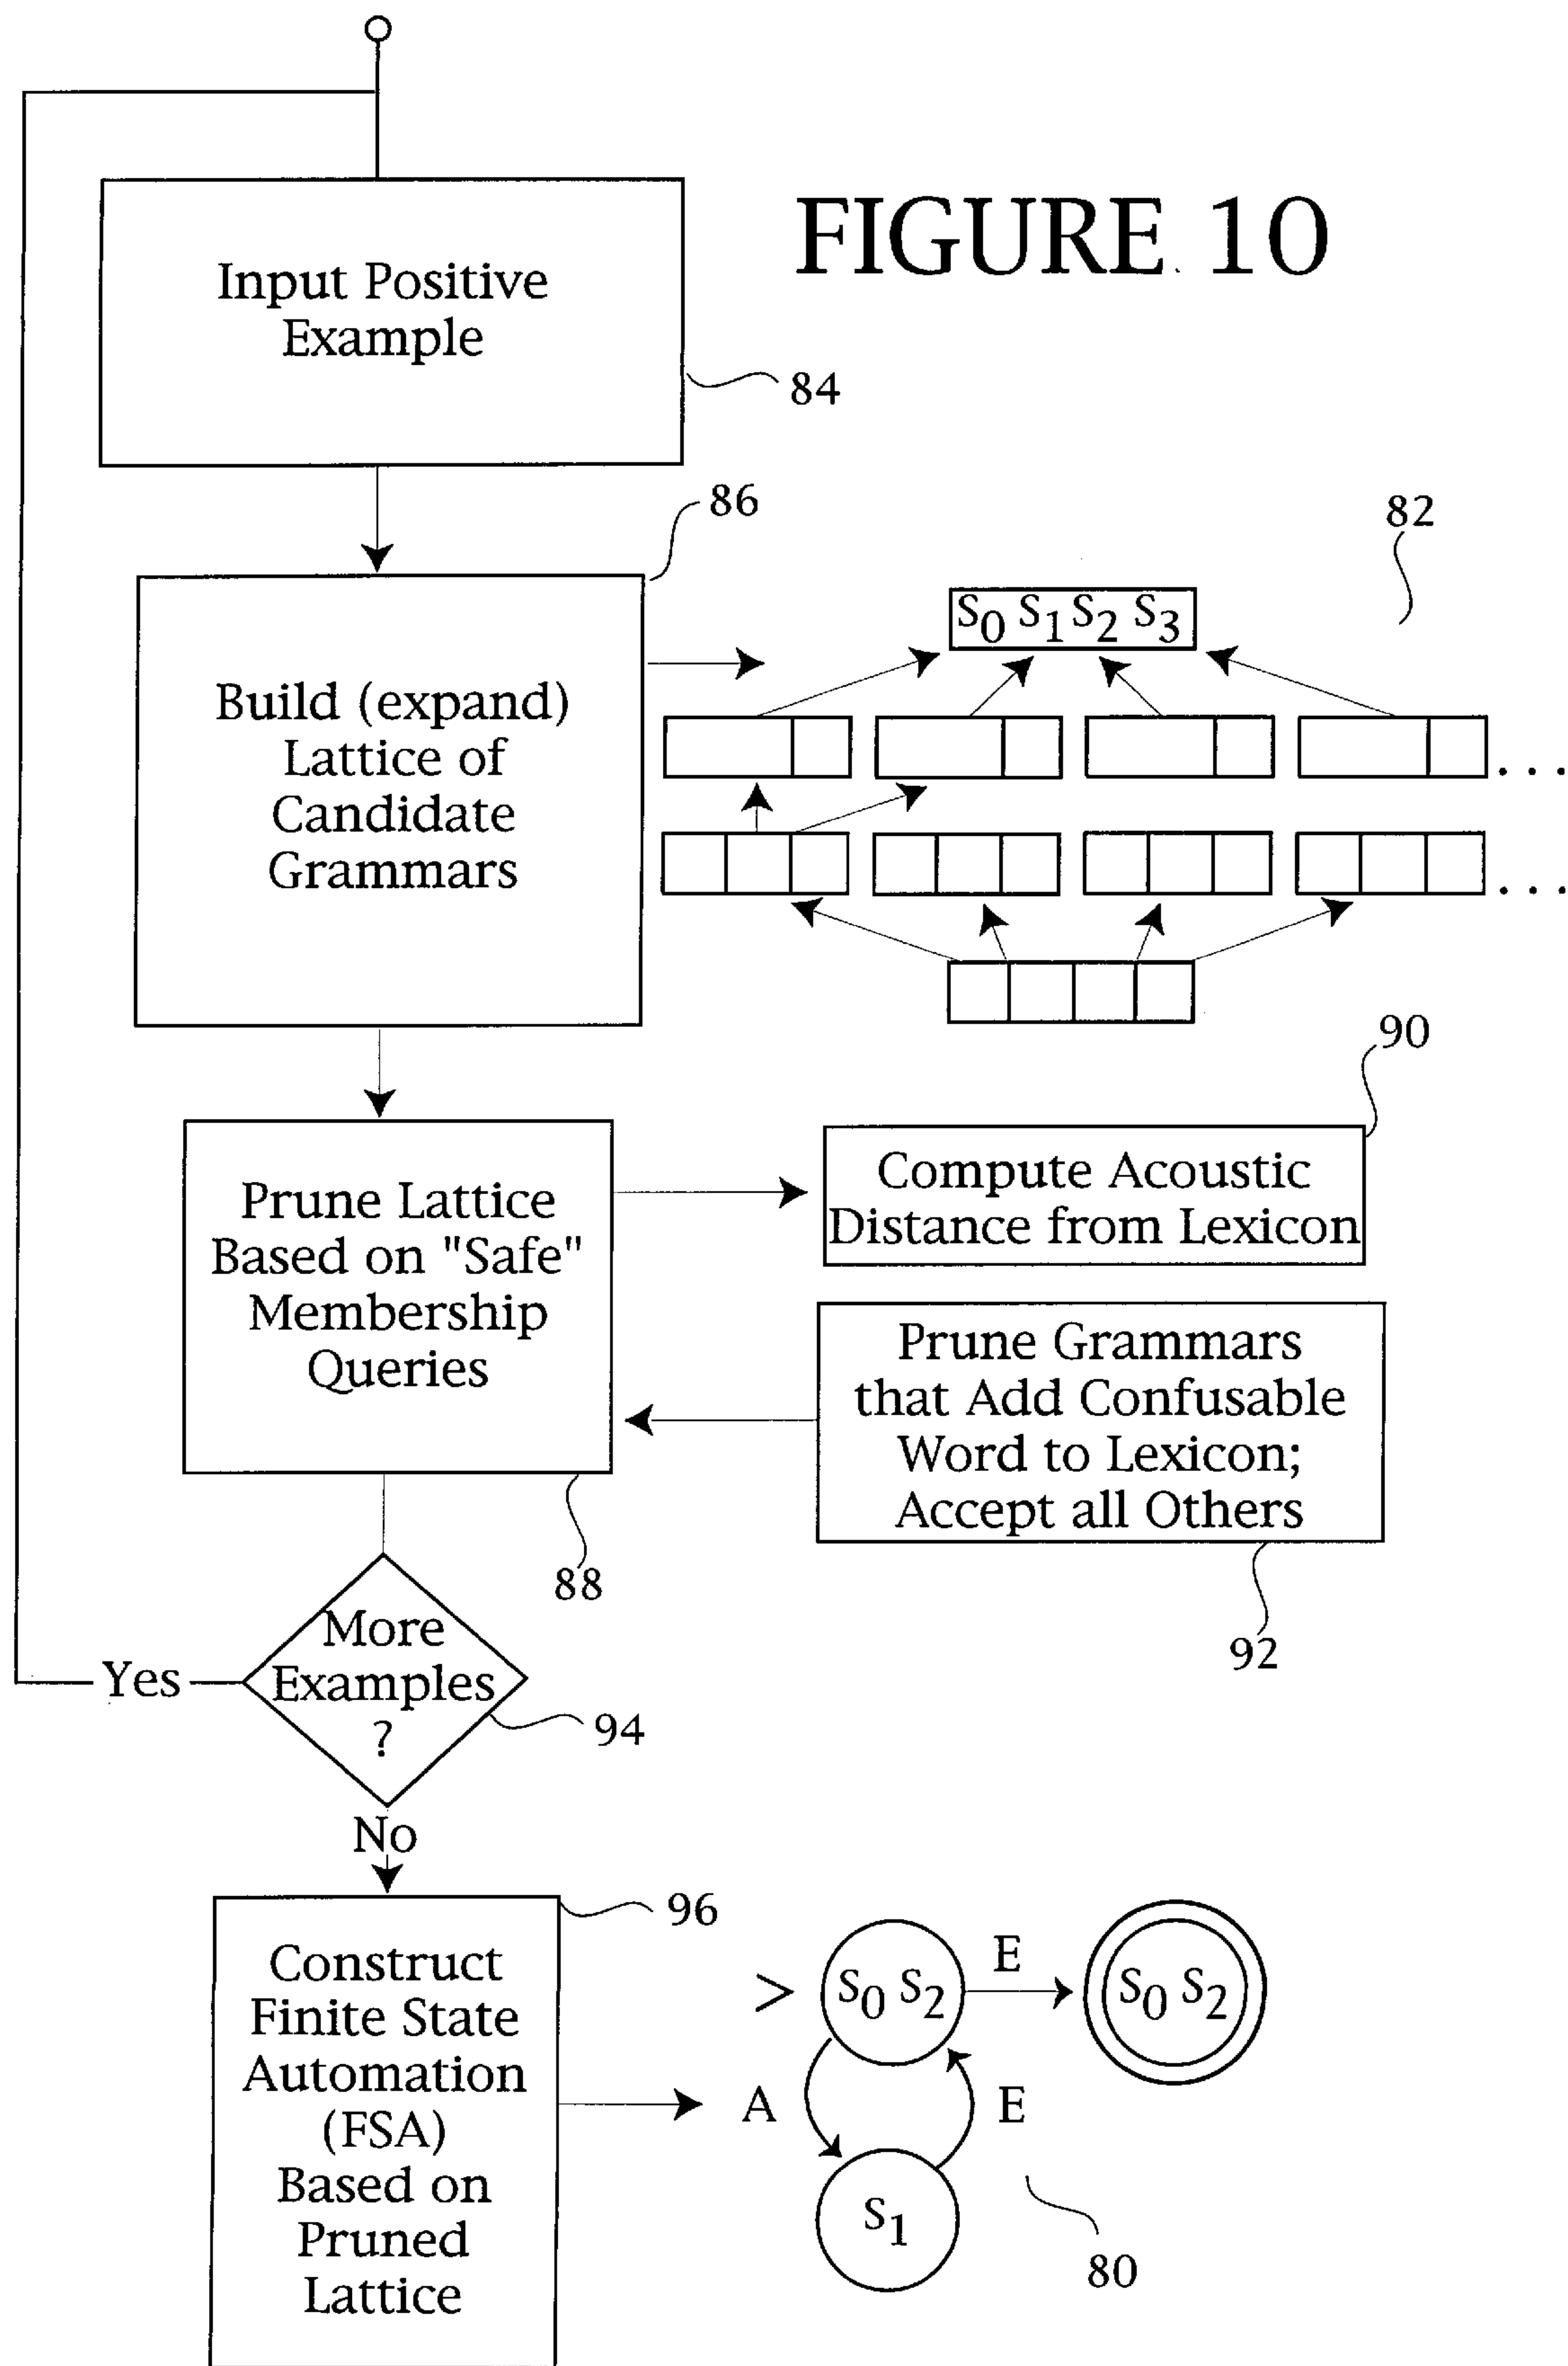 FIGURE 10
Input Positive
Example
84
86
82
S0 S1 S2 S3
Build (expand)
Lattice of
Candidate
Grammars
. . .
. . .
90
Prune Lattice
Based on "Safe"
Membership
Queries
Compute Acoustic
Distance from Lexicon
Prune Grammars
that Add Confusable
Word to Lexicon;
Accept all Others
88
92
More
Examples
?
Yes
94
No
96
Construct
Finite State
Automation
(FSA)
Based on
Pruned
Lattice
>
S0 S2
E
S0 S2
A
E
S1
80